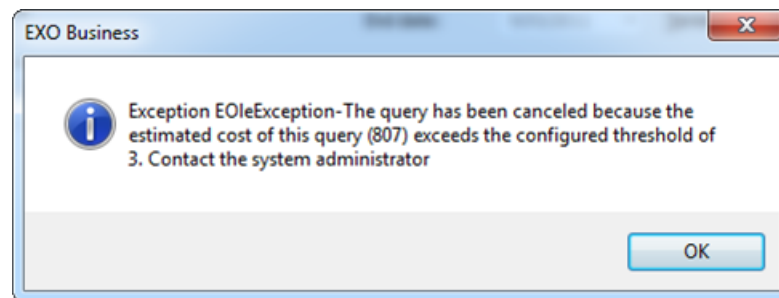 EXO Business
Exception EOleException-The query has been canceled because the
estimated cost of this query (807) exceeds the configured threshold of
3. Contact the system administrator
OK